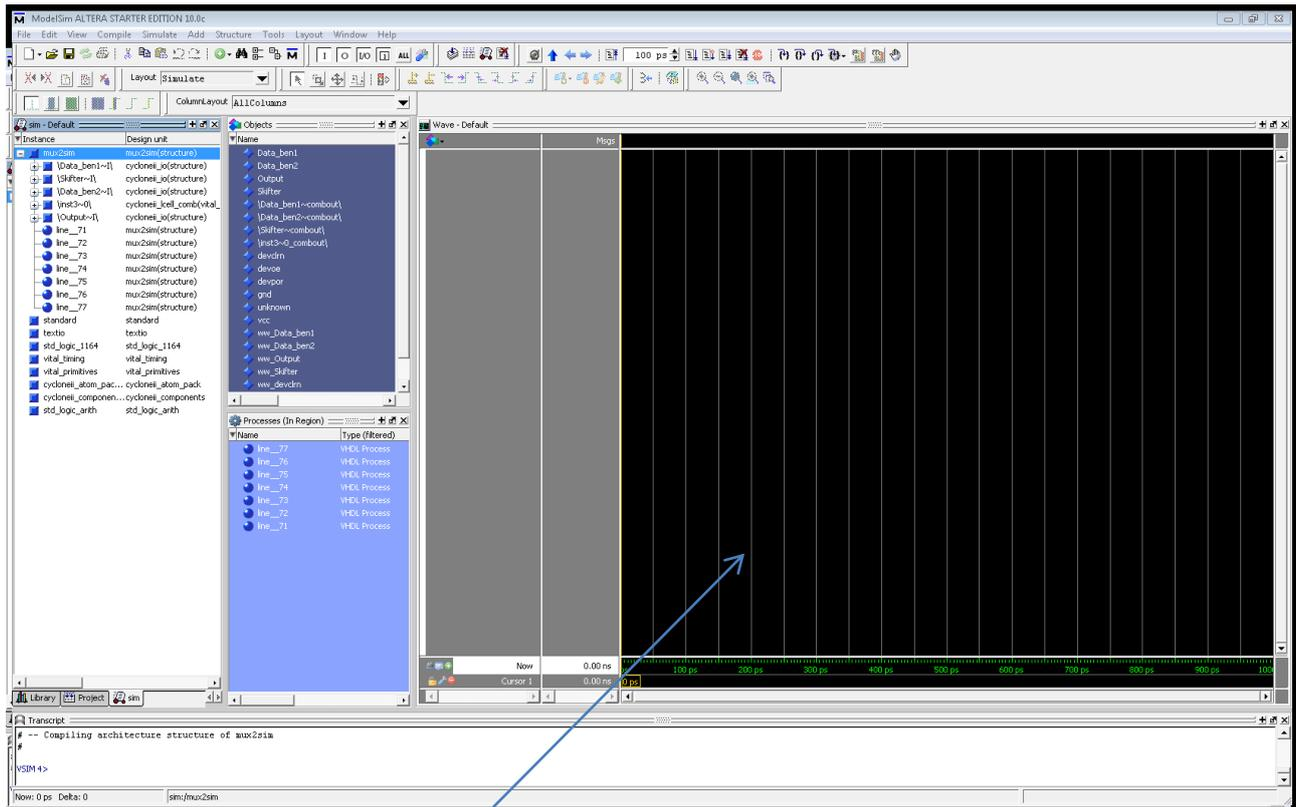 ModelSim ALTERA STARTER EDITION 10.0c
File Edit View Compile Simulate Add Structure Tools Layout Window Help
100 ps
Layout Simulate
ColumnLayout AllColumns
sim - Default
Instance Design unit
mux2sim mux2sim(structure)
\Data_ben1~I\ cycloneii_io(structure)
\Skifter~I\ cycloneii_io(structure)
\Data_ben2~I\ cycloneii_io(structure)
\inst3~0\ cycloneii_lcell_comb(vital_
\Output~I\ cycloneii_io(structure)
line__71 mux2sim(structure)
line__72 mux2sim(structure)
line__73 mux2sim(structure)
line__74 mux2sim(structure)
line__75 mux2sim(structure)
line__76 mux2sim(structure)
line__77 mux2sim(structure)
standard standard
textio textio
std_logic_1164 std_logic_1164
vital_timing vital_timing
vital_primitives vital_primitives
cycloneii_atom_pac... cycloneii_atom_pack
cycloneii_componen... cycloneii_components
std_logic_arith std_logic_arith
Library Project sim
Objects
Name
Data_ben1
Data_ben2
Output
Skifter
\Data_ben1~combout\
\Data_ben2~combout\
\Skifter~combout\
\inst3~0_combout\
devclrn
devoe
devpor
gnd
unknown
vcc
ww_Data_ben1
ww_Data_ben2
ww_Output
ww_Skifter
ww_devclrn
Processes (In Region)
Name Type (filtered)
line__77 VHDL Process
line__76 VHDL Process
line__75 VHDL Process
line__74 VHDL Process
line__73 VHDL Process
line__72 VHDL Process
line__71 VHDL Process
Wave - Default
Msgs
Now 0.00 ns
100 ps 200 ps 300 ps 400 ps 500 ps 600 ps 700 ps 800 ps 900 ps
Cursor 1 0.00 ns 0 ps
Transcript
# -- Compiling architecture structure of mux2sim
#
VSIM 4>
Now: 0 ps Delta: 0 sim:/mux2sim